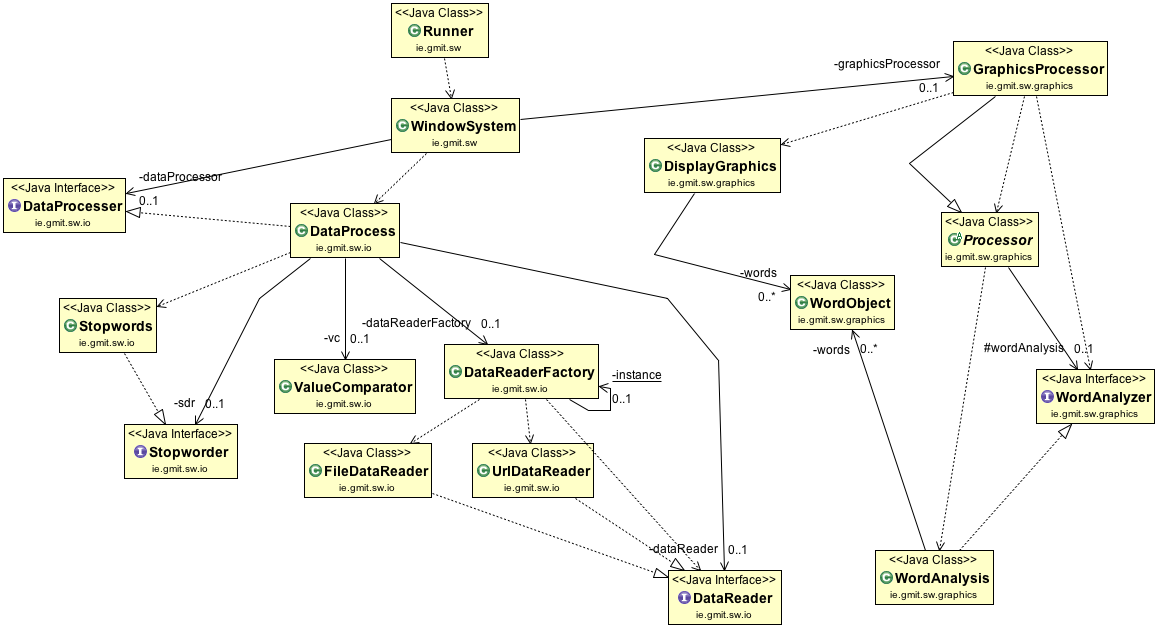 <<Java Class>>
Runner
ie.gmit.sw
<<Java Class>>
GraphicsProcessor
ie.gmit.sw.graphics
-graphicsProcessor
0..1
<<Java Class>>
WindowSystem
ie.gmit.sw
<<Java Class>>
DisplayGraphics
ie.gmit.sw.graphics
-dataProcessor
0..1
<<Java Interface>>
DataProcesser
ie.gmit.sw.io
<<Java Class>>
DataProcess
ie.gmit.sw.io
<<Java Class>>
Processor
ie.gmit.sw.graphics
-words
0..*
<<Java Class>>
WordObject
ie.gmit.sw.graphics
<<Java Class>>
Stopwords
ie.gmit.sw.io
-dataReaderFactory
0..1
-vc
0..1
-words
0..*
#wordAnalysis
0..1
<<Java Class>>
ValueComparator
ie.gmit.sw.io
<<Java Class>>
DataReaderFactory
ie.gmit.sw.io
-instance
0..1
<<Java Interface>>
WordAnalyzer
ie.gmit.sw.graphics
-sdr
0..1
<<Java Interface>>
Stopworder
ie.gmit.sw.io
<<Java Class>>
FileDataReader
ie.gmit.sw.io
<<Java Class>>
UrlDataReader
ie.gmit.sw.io
-dataReader
0..1
<<Java Interface>>
DataReader
ie.gmit.sw.io
<<Java Class>>
WordAnalysis
ie.gmit.sw.graphics